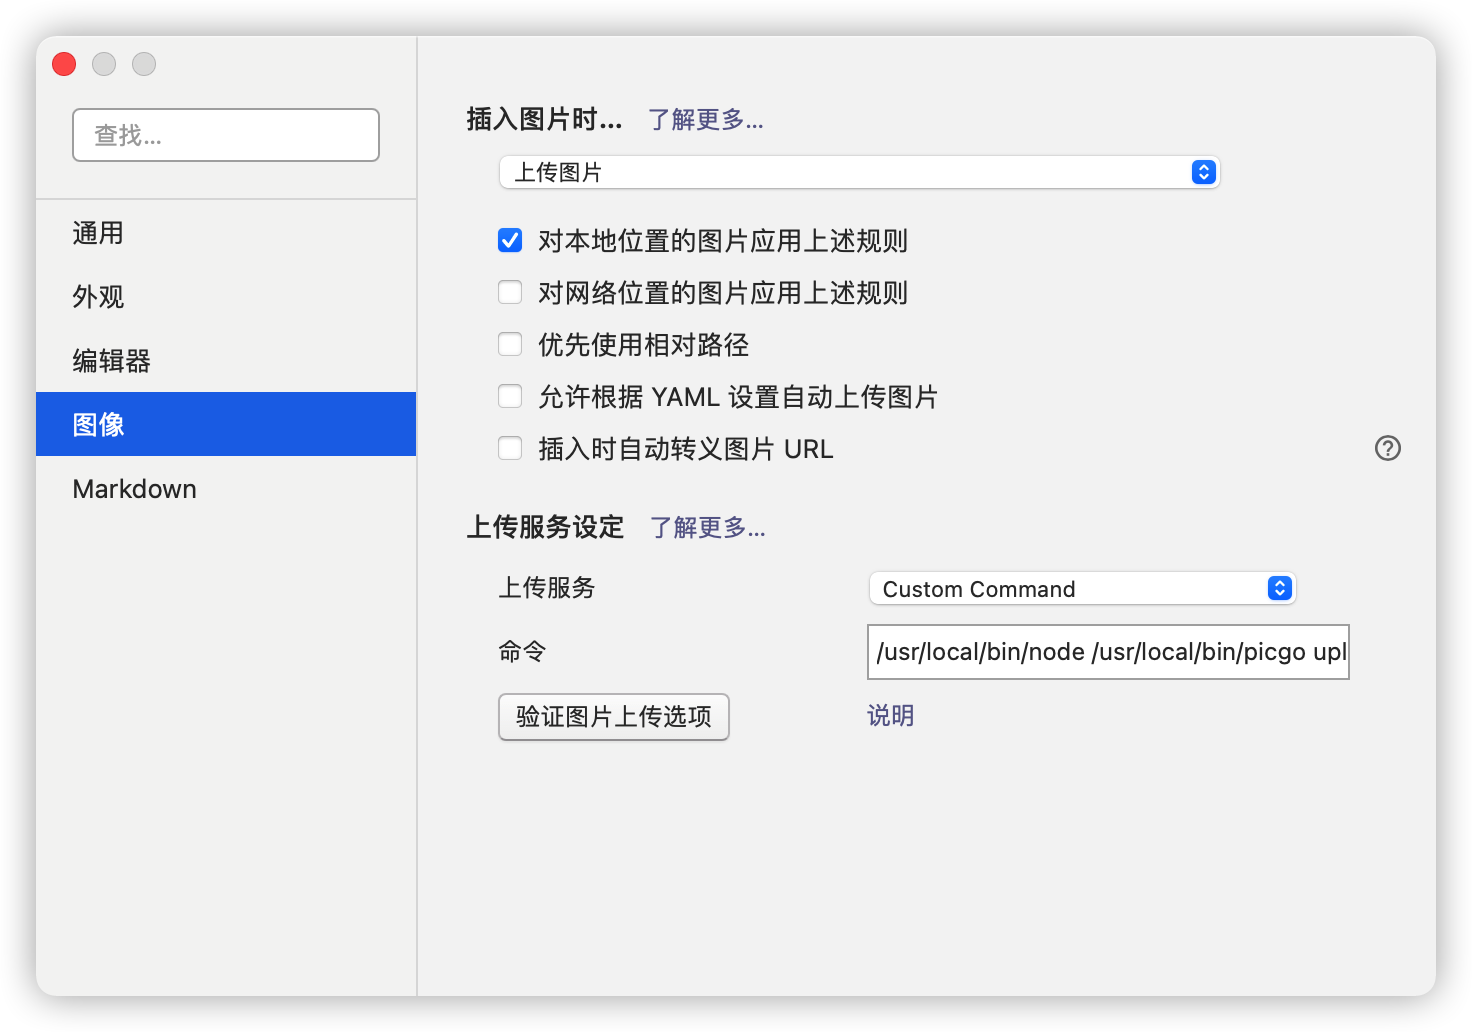 查找...
通用
外观
编辑器
图像
Markdown
插入图片时... 了解更多...
上传图片
对本地位置的图片应用上述规则
对网络位置的图片应用上述规则
优先使用相对路径
允许根据 YAML 设置自动上传图片
插入时自动转义图片 URL
上传服务设定 了解更多...
上传服务 Custom Command
命令 /usr/local/bin/node /usr/local/bin/picgo upl
验证图片上传选项 说明